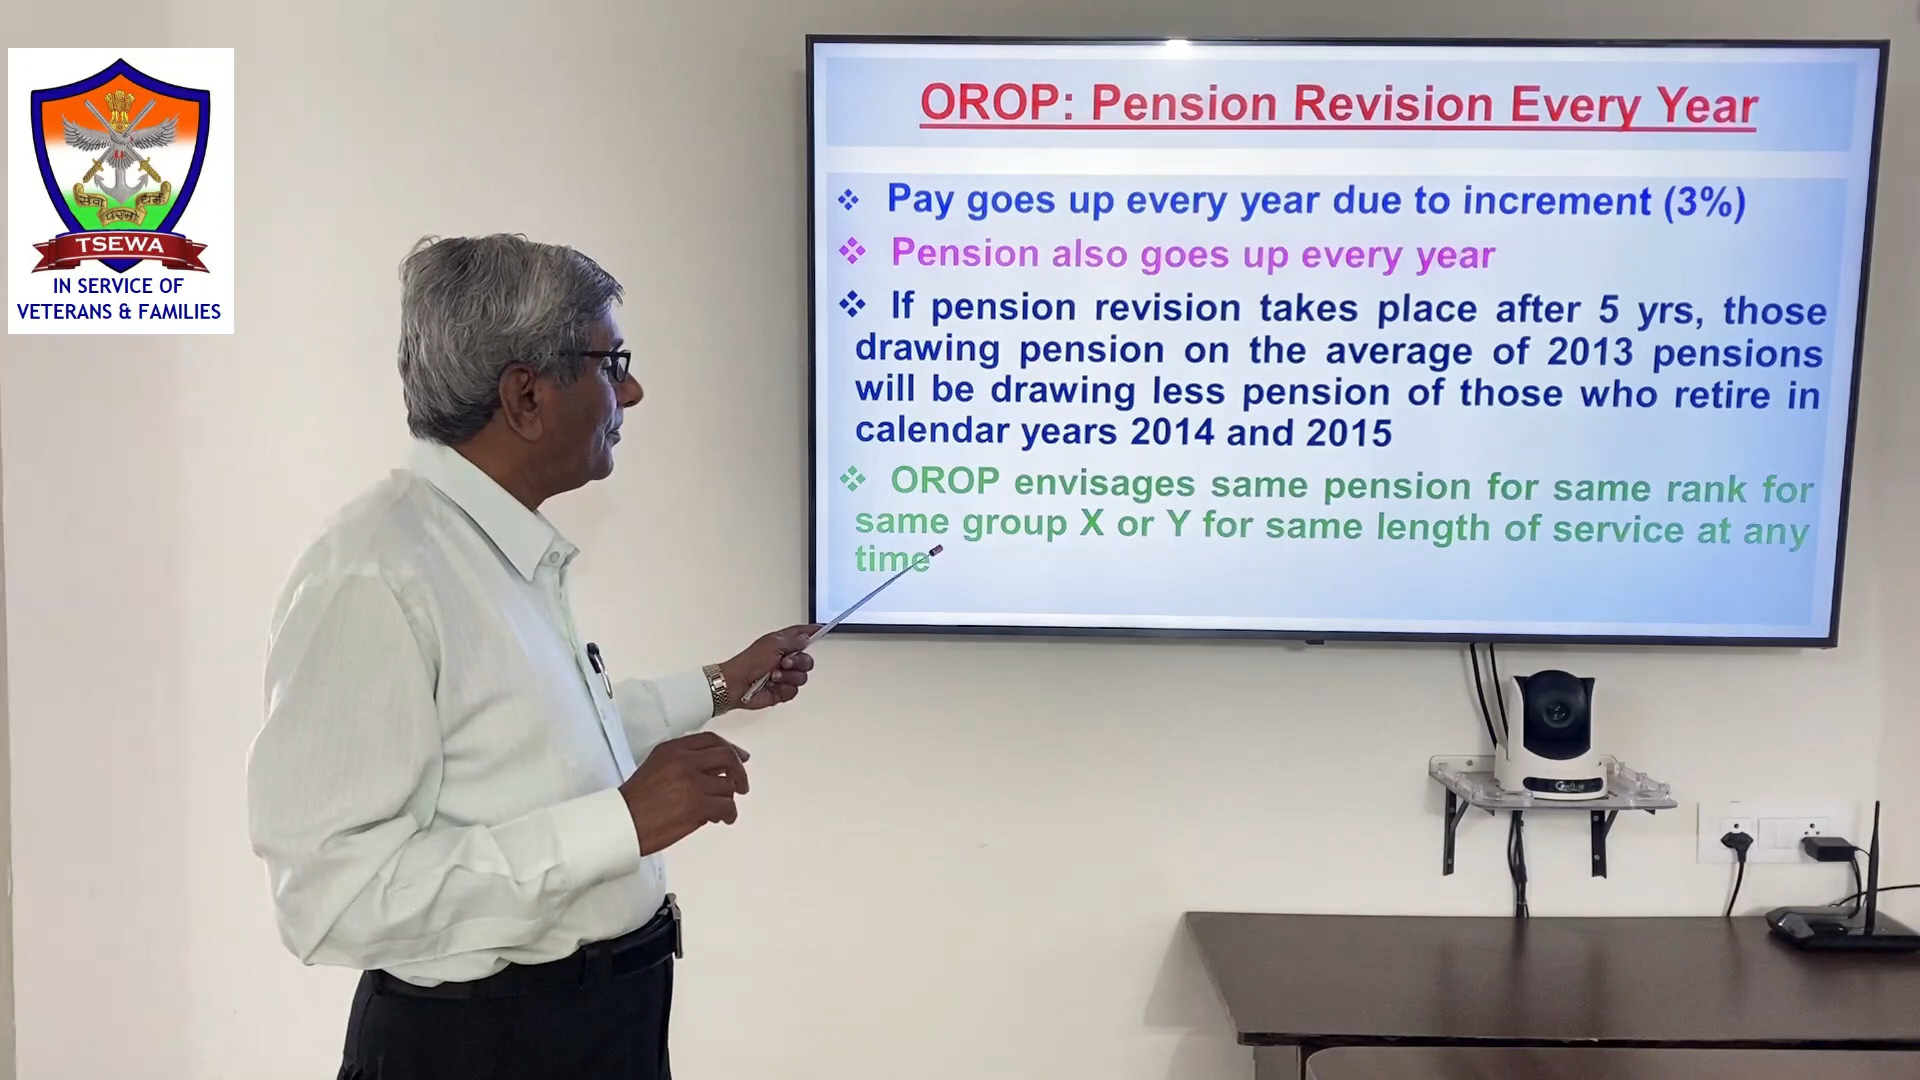 सेवा
परमो
धर्मः
TSEWA
IN SERVICE OF
VETERANS & FAMILIES
OROP: Pension Revision Every Year
Pay goes up every year due to increment (3%)
Pension also goes up every year
If pension revision takes place after 5 yrs, those
drawing pension on the average of 2013 pensions
will be drawing less pension of those who retire in
calendar years 2014 and 2015
OROP envisages same pension for same rank for
same group X or Y for same length of service at any
time